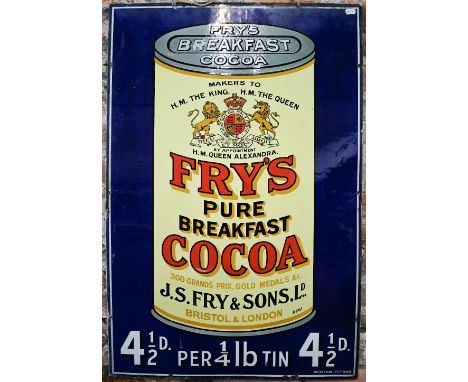 FRY'S
BREAKFAST
COCOA
MAKERS TO
H.M. THE KING. H.M. THE QUEEN
BY APPOINTMENT
H.M. QUEEN ALEXANDRA.
FRY'S
PURE
BREAKFAST
COCOA
300 GRANDS PRIX, GOLD MEDALS &c.
J.S. FRY & SONS, LD.
BRISTOL & LONDON
4½D. PER ¼ lb TIN 4½D.